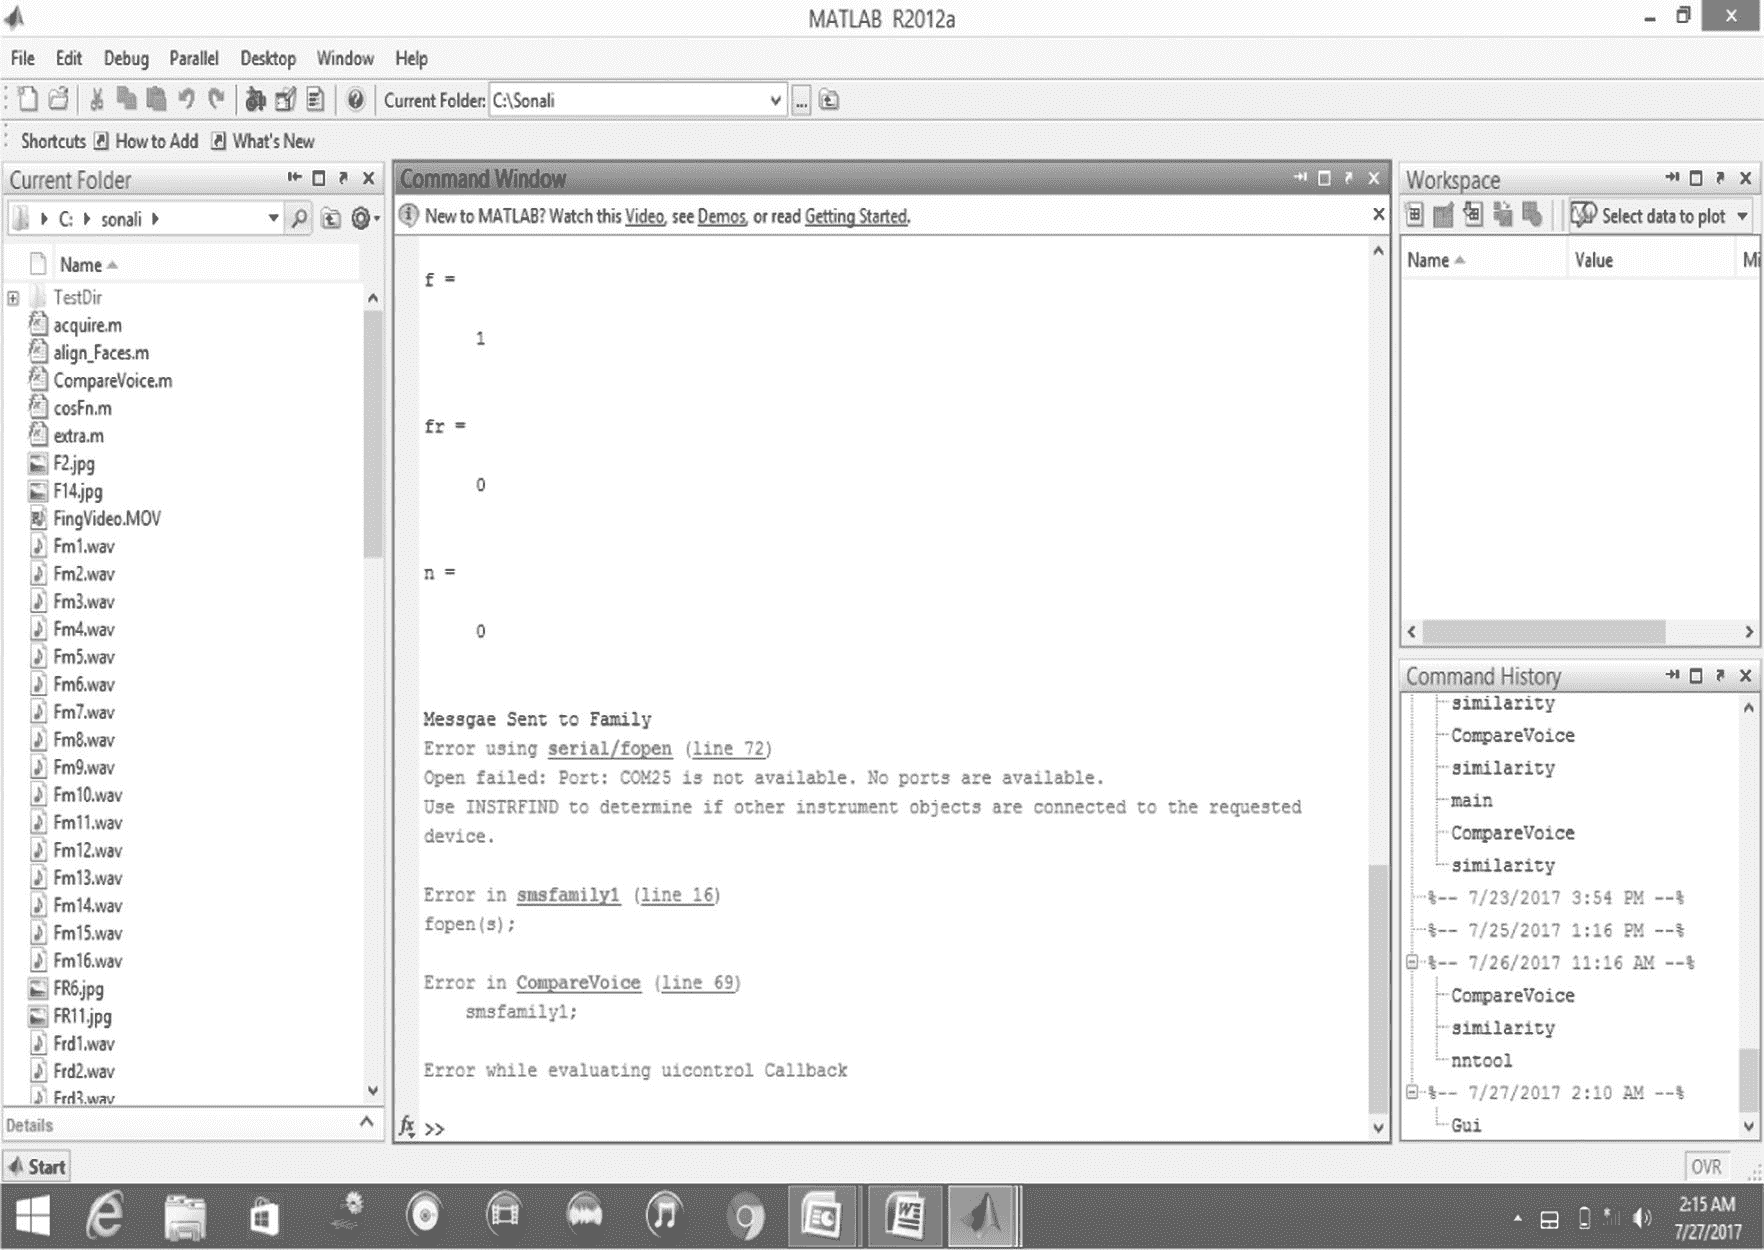 MATLAB R2012a
File Edit Debug Parallel Desktop Window Help
Current Folder: C:\Sonali ...
Shortcuts How to Add What's New
Current Folder
C: sonali
Name
TestDir
acquire.m
align_Faces.m
CompareVoice.m
cosFn.m
extra.m
F2.jpg
F14.jpg
FingVideo.MOV
Fm1.wav
Fm2.wav
Fm3.wav
Fm4.wav
Fm5.wav
Fm6.wav
Fm7.wav
Fm8.wav
Fm9.wav
Fm10.wav
Fm11.wav
Fm12.wav
Fm13.wav
Fm14.wav
Fm15.wav
Fm16.wav
FR6.jpg
FR11.jpg
Frd1.wav
Frd2.wav
Frd3.wav
Details
Command Window
New to MATLAB? Watch this Video, see Demos, or read Getting Started.
f =
1
fr =
0
n =
0
Messgae Sent to Family
Error using serial/fopen (line 72)
Open failed: Port: COM25 is not available. No ports are available.
Use INSTRFIND to determine if other instrument objects are connected to the requested
device.
Error in smsfamily1 (line 16)
fopen(s);
Error in CompareVoice (line 69)
smsfamily1;
Error while evaluating uicontrol Callback
fx >>
Workspace
Select data to plot
Name Value Mi
Command History
similarity
CompareVoice
similarity
main
CompareVoice
similarity
%-- 7/23/2017 3:54 PM --%
%-- 7/25/2017 1:16 PM --%
%-- 7/26/2017 11:16 AM --%
CompareVoice
similarity
nntool
%-- 7/27/2017 2:10 AM --%
Gui
Start
OVR
2:15 AM
7/27/2017